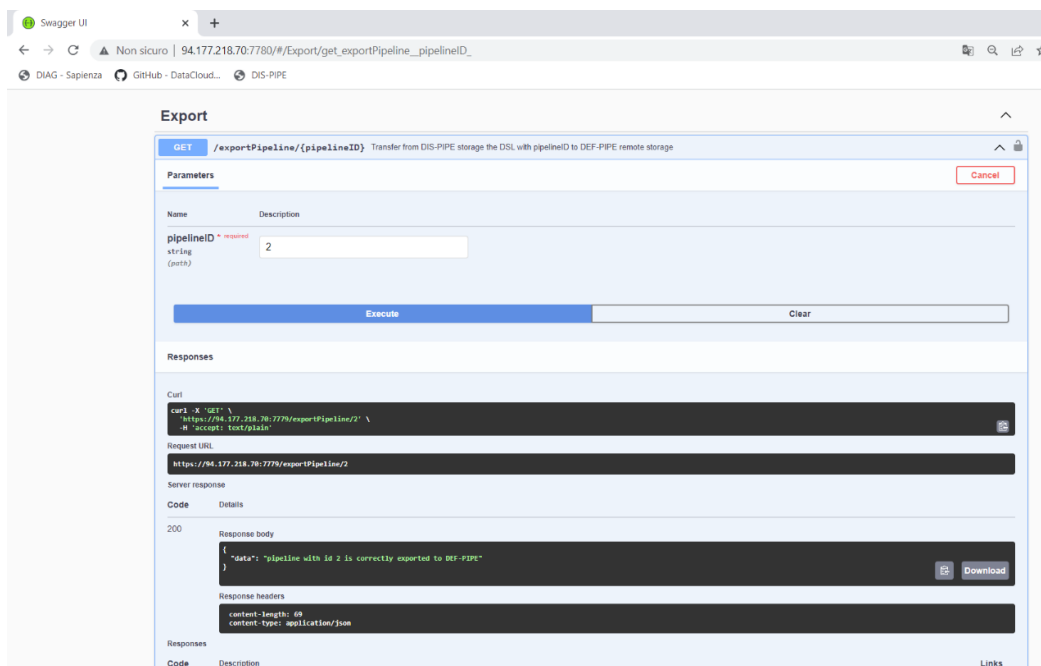 Swagger UI
Non sicuro | 94.177.218.70:7780/#/Export/get_exportPipeline__pipelineID_
DIAG - Sapienza GitHub - DataCloud... DIS-PIPE
Export
GET /exportPipeline/{pipelineID} Transfer from DIS-PIPE storage the DSL with pipelineID to DEF-PIPE remote storage
Parameters Cancel
Name Description
pipelineID * required
string
(path)
2
Execute Clear
Responses
Curl
curl -X 'GET' \
'https://94.177.218.70:7779/exportPipeline/2' \
-H 'accept: text/plain'
Request URL
https://94.177.218.70:7779/exportPipeline/2
Server response
Code Details
200
Response body
{
"data": "pipeline with id 2 is correctly exported to DEF-PIPE"
}
Download
Response headers
content-length: 69
content-type: application/json
Responses
Code Description Links